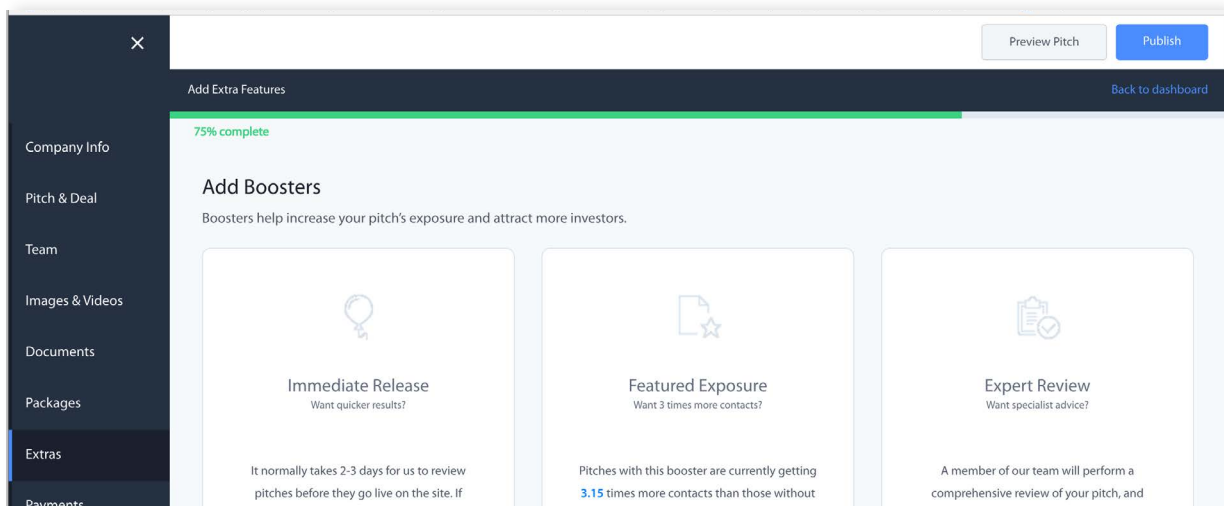 Preview Pitch
Publish
Add Extra Features
Back to dashboard
75% complete
Company Info
Pitch & Deal
Team
Images & Videos
Documents
Packages
Extras
Payments
Add Boosters
Boosters help increase your pitch's exposure and attract more investors.
Immediate Release
Want quicker results?
It normally takes 2-3 days for us to review
pitches before they go live on the site. If
Featured Exposure
Want 3 times more contacts?
Pitches with this booster are currently getting
3.15 times more contacts than those without
Expert Review
Want specialist advice?
A member of our team will perform a
comprehensive review of your pitch, and